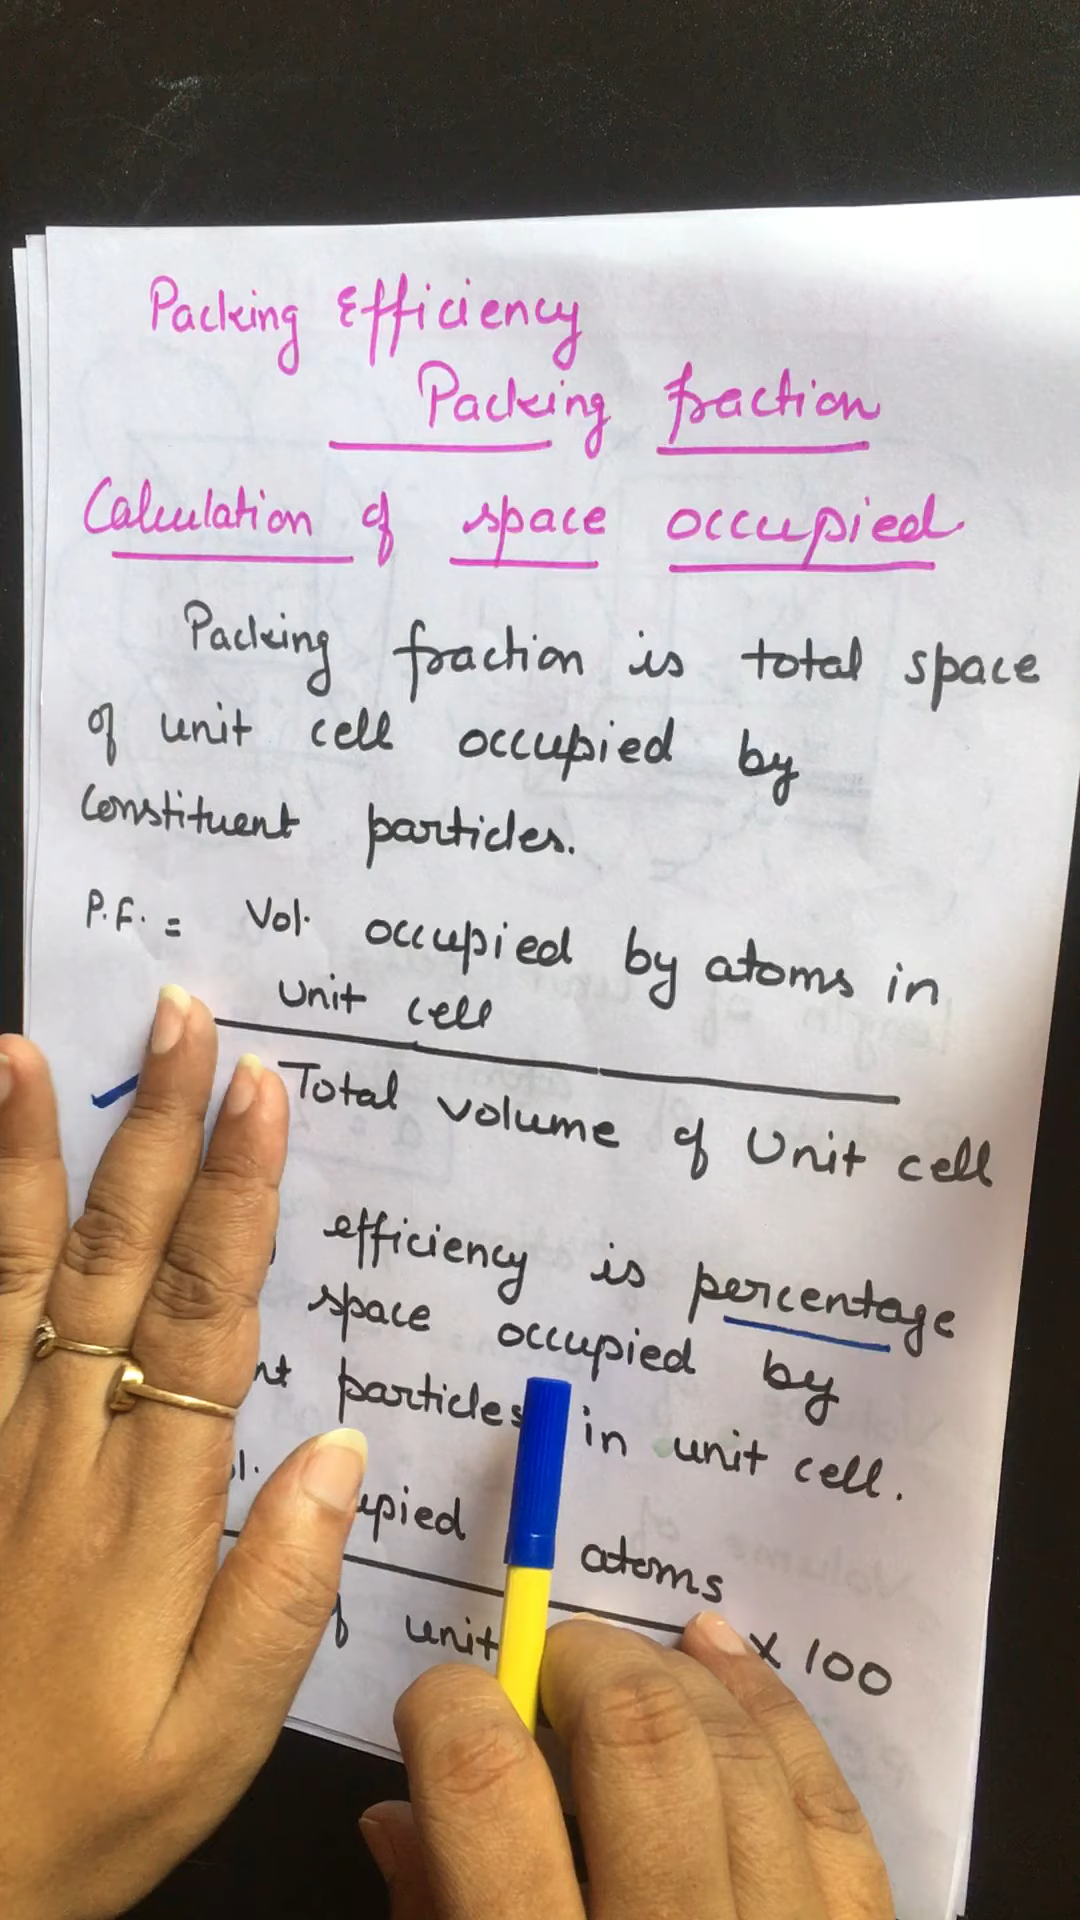 Packing Efficiency
Packing fraction
Calculation of space occupied
Packing fraction is total space
of unit cell occupied by
constituent particles.
P.F. = Vol. occupied by atoms in
Unit cell
Total volume of Unit cell
efficiency is percentage
space occupied by
particles in unit cell.
atoms
unit x 100